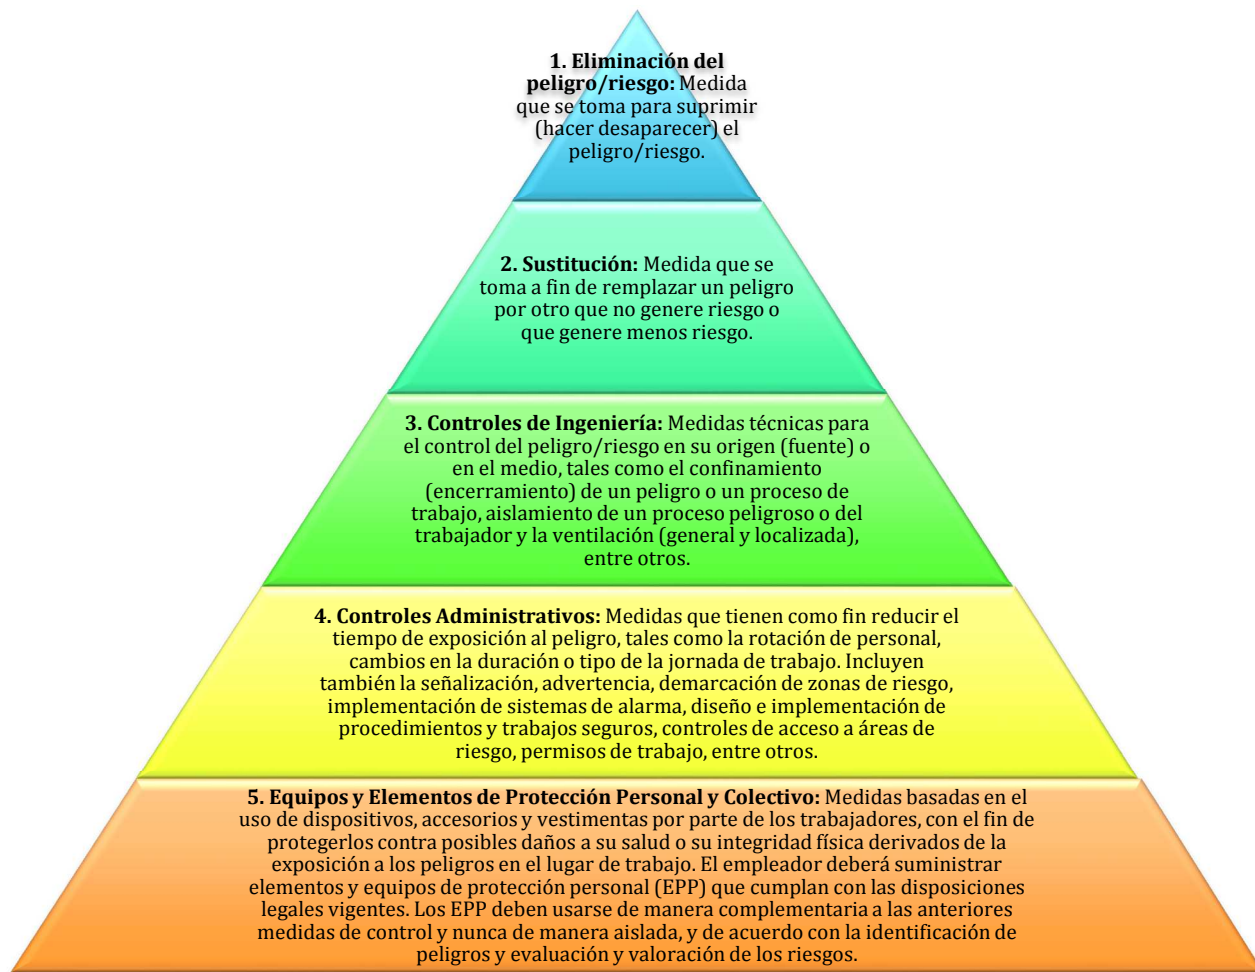 1. Eliminación del
peligro/riesgo: Medida
que se toma para suprimir
(hacer desaparecer) el
peligro/riesgo.
2. Sustitución: Medida que se
toma a fin de remplazar un peligro
por otro que no genere riesgo o
que genere menos riesgo.
3. Controles de Ingeniería: Medidas técnicas para
el control del peligro/riesgo en su origen (fuente) o
en el medio, tales como el confinamiento
(encerramiento) de un peligro o un proceso de
trabajo, aislamiento de un proceso peligroso o del
trabajador y la ventilación (general y localizada),
entre otros.
4. Controles Administrativos: Medidas que tienen como fin reducir el
tiempo de exposición al peligro, tales como la rotación de personal,
cambios en la duración o tipo de la jornada de trabajo. Incluyen
también la señalización, advertencia, demarcación de zonas de riesgo,
implementación de sistemas de alarma, diseño e implementación de
procedimientos y trabajos seguros, controles de acceso a áreas de
riesgo, permisos de trabajo, entre otros.
5. Equipos y Elementos de Protección Personal y Colectivo: Medidas basadas en el
uso de dispositivos, accesorios y vestimentas por parte de los trabajadores, con el fin de
protegerlos contra posibles daños a su salud o su integridad física derivados de la
exposición a los peligros en el lugar de trabajo. El empleador deberá suministrar
elementos y equipos de protección personal (EPP) que cumplan con las disposiciones
legales vigentes. Los EPP deben usarse de manera complementaria a las anteriores
medidas de control y nunca de manera aislada, y de acuerdo con la identificación de
peligros y evaluación y valoración de los riesgos.